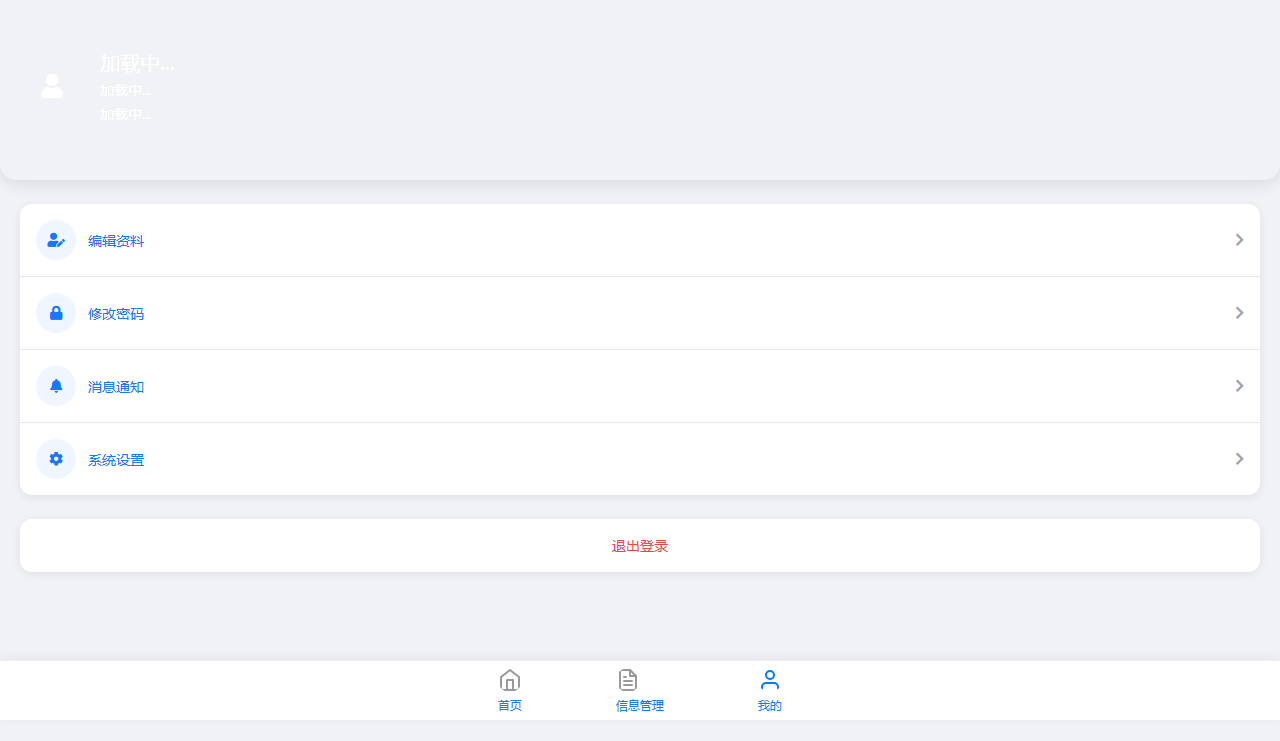 加载中...
加载中...
加载中...
编辑资料
修改密码
消息通知
系统设置
退出登录
首页
信息管理
我的